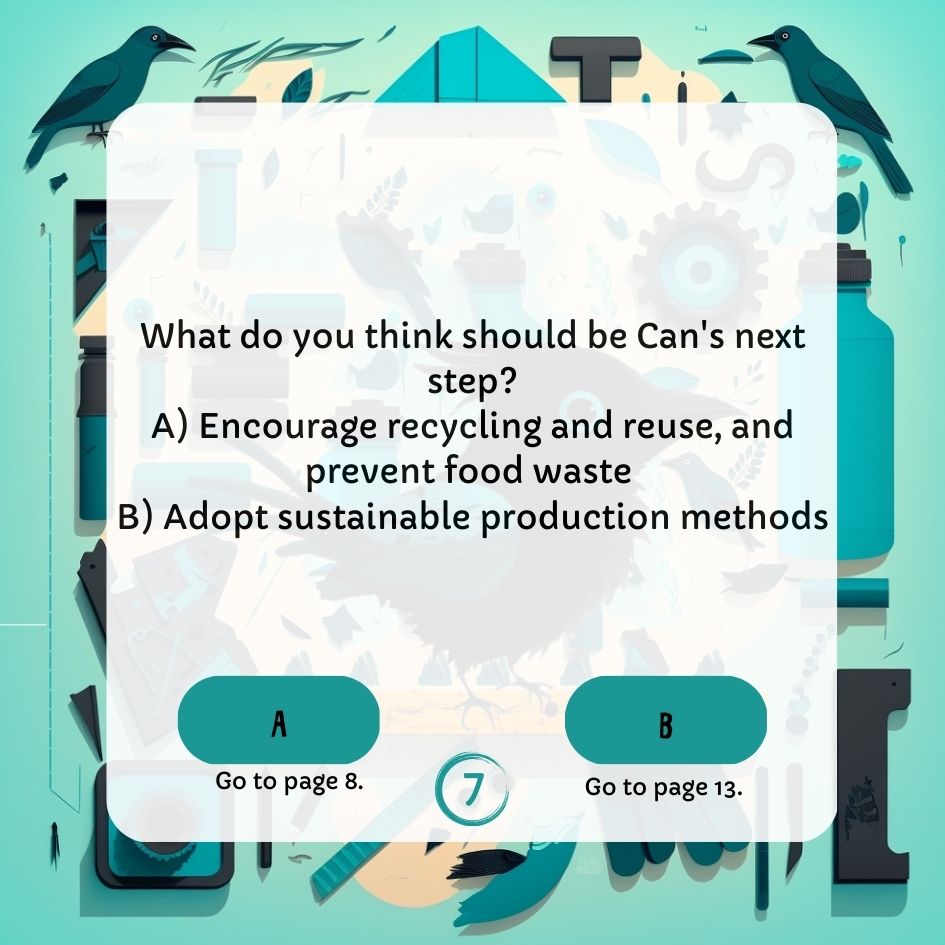 What do you think should be Can's next
step?
A) Encourage recycling and reuse, and
prevent food waste
B) Adopt sustainable production methods
A
B
Go to page 8.
Go to page 13.
7